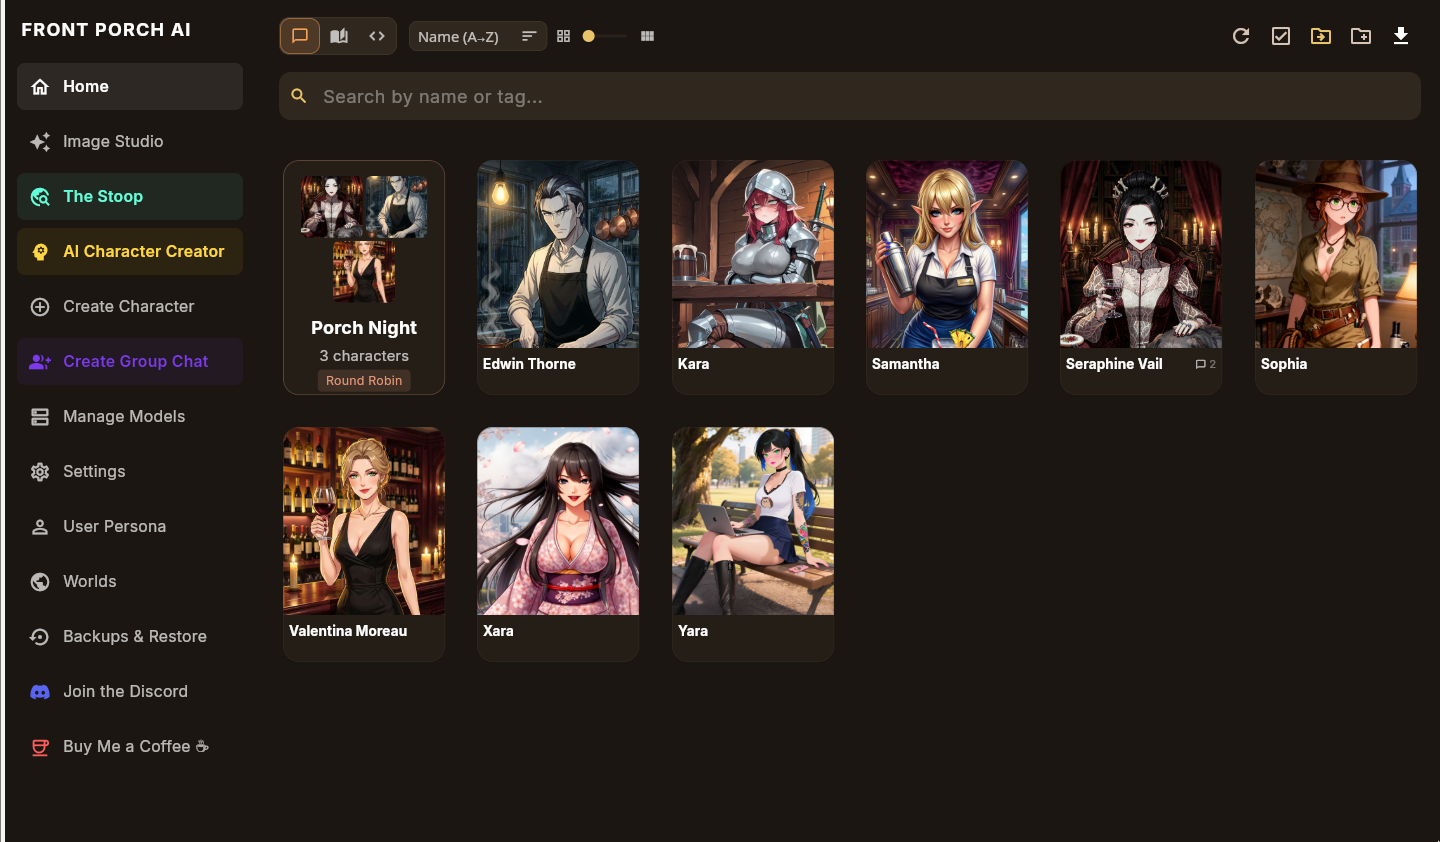 FRONT PORCH AI
Home
Image Studio
The Stoop
AI Character Creator
Create Character
Create Group Chat
Manage Models
Settings
User Persona
Worlds
Backups & Restore
Join the Discord
Buy Me a Coffee ☕
Name (A→Z)
Search by name or tag...
Porch Night
3 characters
Round Robin
Edwin Thorne
Kara
Samantha
Seraphine Vail
2
Sophia
Valentina Moreau
Xara
Yara